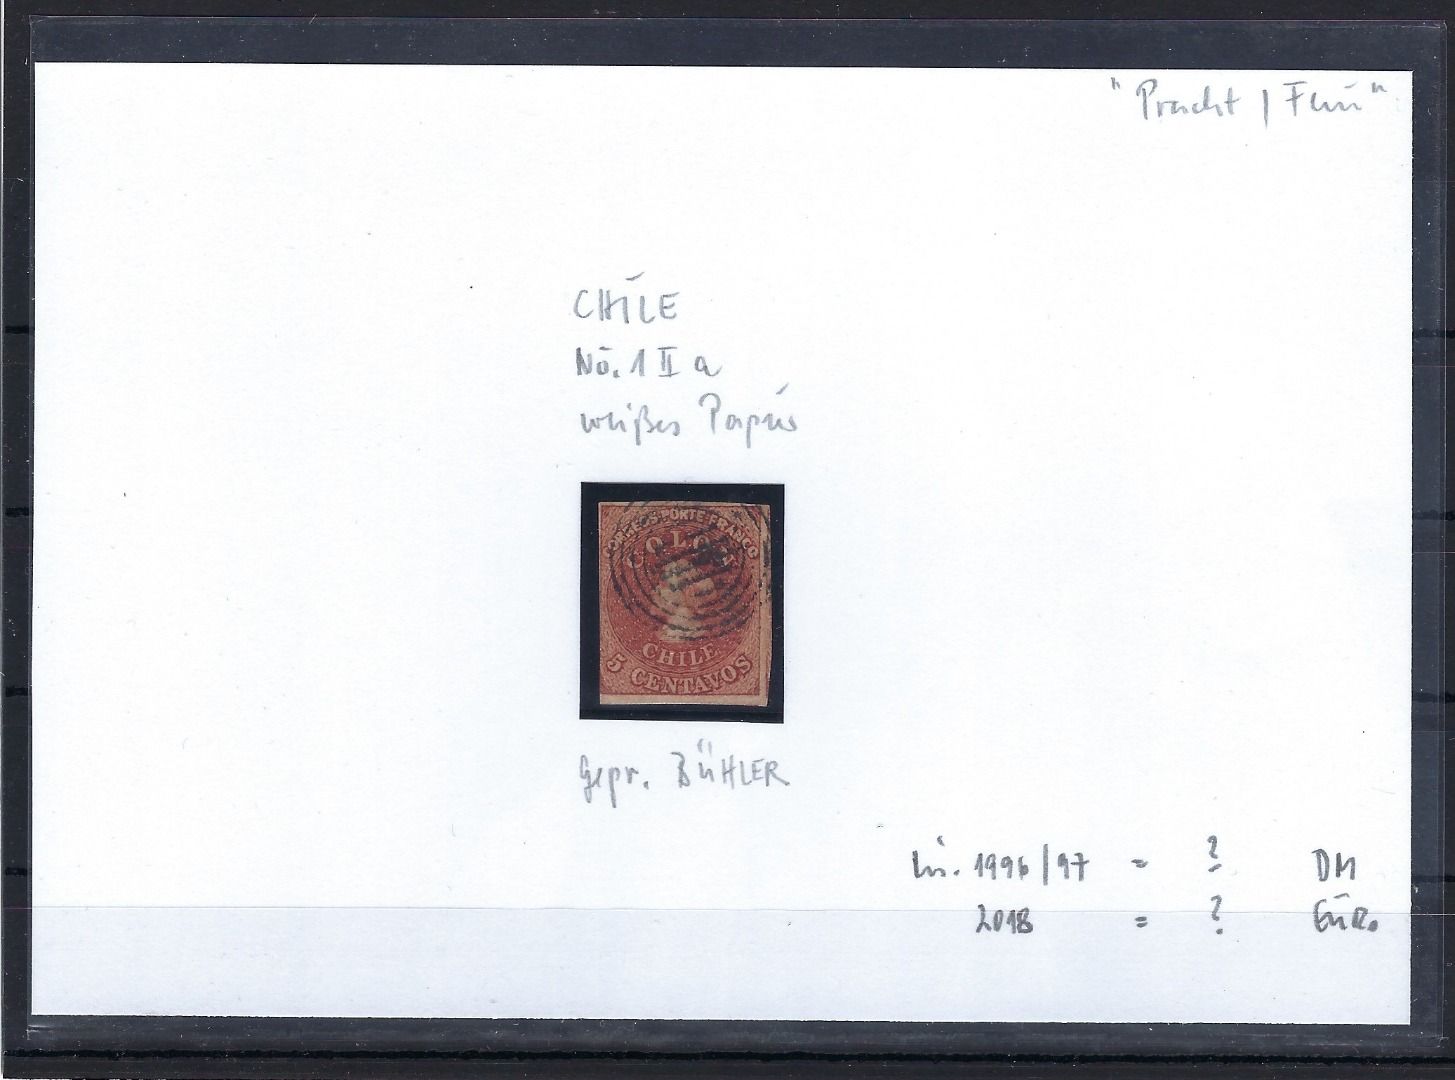 "Pracht / Fein"
CHILE
No. 1 II a
weißes Papier
CORREOS PORTE FRANCO
COLON
CHILE
5 CENTAVOS
gepr. BÜHLER
1996/97 = ? DM
2018 = ? EURO